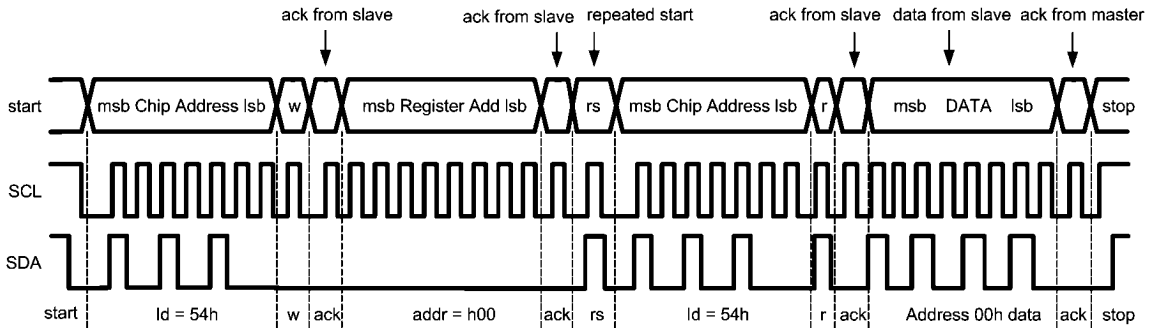 ack from slave ack from slave repeated start ack from slave data from slave ack from master
start msb Chip Address lsb w msb Register Add lsb rs msb Chip Address lsb r msb DATA lsb stop
SCL
SDA
start Id = 54h w ack addr = h00 ack rs Id = 54h r ack Address 00h data ack stop